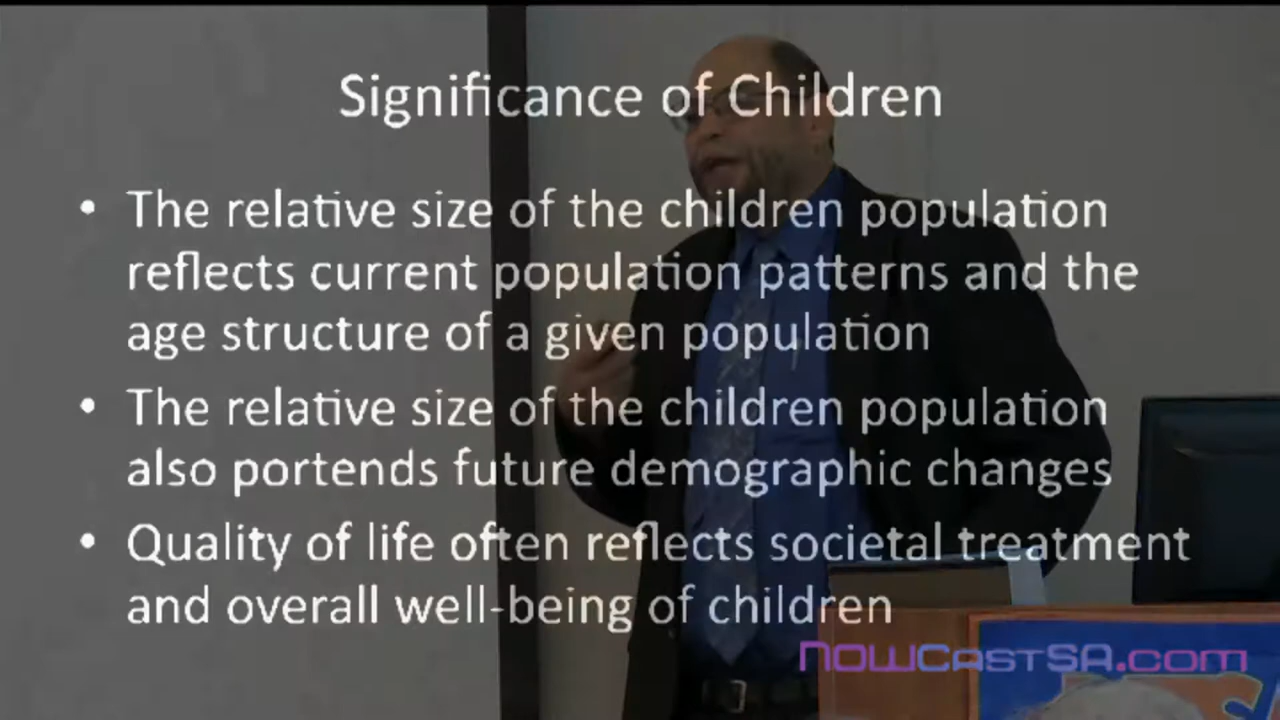 Significance of Children
• The relative size of the children population
reflects current population patterns and the
age structure of a given population
• The relative size of the children population
also portends future demographic changes
• Quality of life often reflects societal treatment
and overall well-being of children
NOWCastSA.com